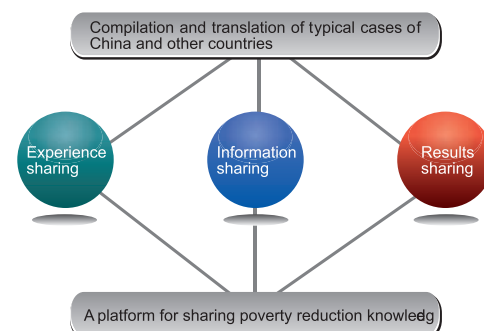 Compilation and translation of typical cases of
China and other countries
Experience
sharing
Information
sharing
Results
sharing
A platform for sharing poverty reduction knowledg